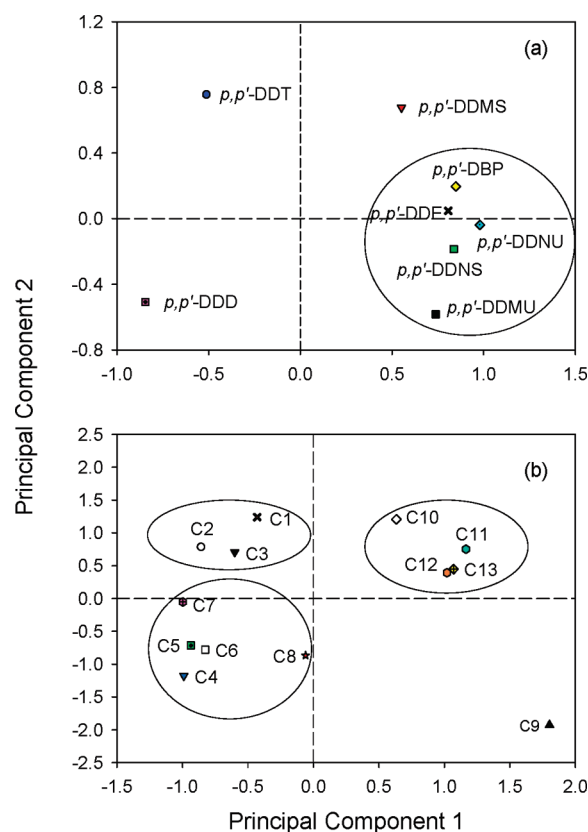 1.2
(a)
0.8
p,p'-DDT
p,p'-DDMS
0.4
p,p'-DBP
0.0
p,p'-DDE
p,p'-DDNU
p,p'-DDNS
-0.4
p,p'-DDD
p,p'-DDMU
-0.8
-1.0 -0.5 0.0 0.5 1.0 1.5
Principal Component 2
2.5
(b)
2.0
1.5
C1
C10
1.0
C2
C11
C3
0.5
C12 C13
0.0
C7
-0.5
C5 C6
C8
-1.0
C4
-1.5
C9
-2.0
-2.5
-1.5 -1.0 -0.5 0.0 0.5 1.0 1.5 2.0
Principal Component 1